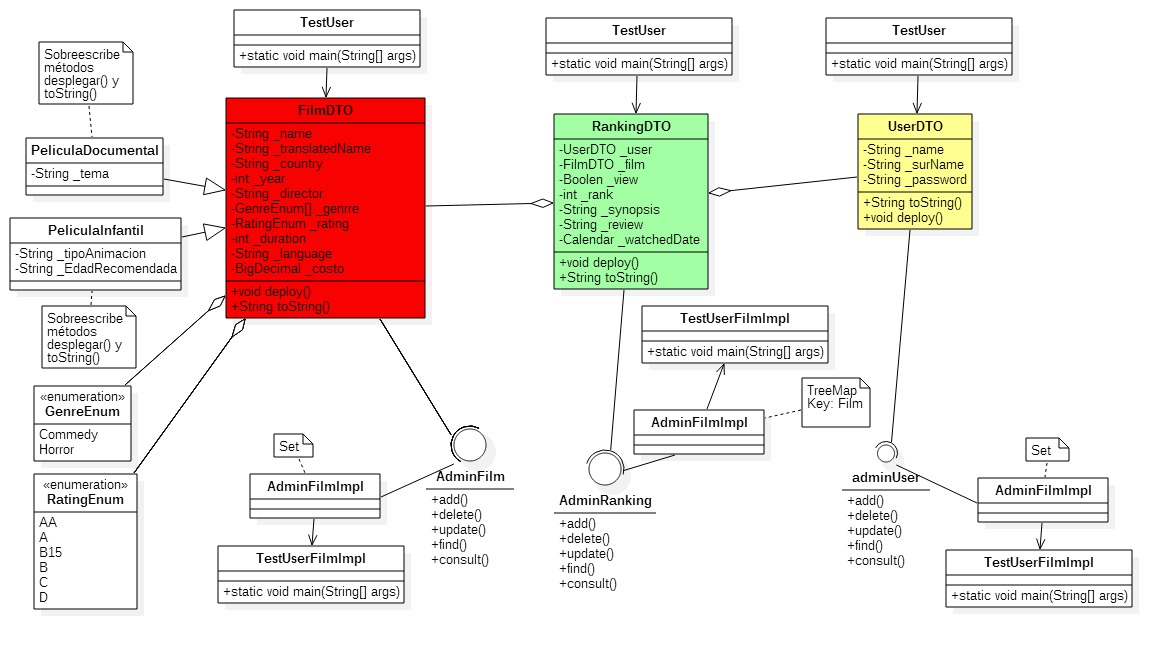 TestUser
+static void main(String[] args)
TestUser
+static void main(String[] args)
TestUser
+static void main(String[] args)
Sobreescribe
métodos
desplegar() y
toString()
PeliculaDocumental
-String _tema
PeliculaInfantil
-String _tipoAnimacion
-String _EdadRecomendada
Sobreescribe
métodos
desplegar() y
toString()
FilmDTO
-String _name
-String _translatedName
-String _country
-int _year
-String _director
-GenreEnum[] _genrre
-RatingEnum _rating
-int _duration
-String _language
-BigDecimal _costo
+void deploy()
+String toString()
RankingDTO
-UserDTO _user
-FilmDTO _film
-Boolen _view
-int _rank
-String _synopsis
-String _review
-Calendar _watchedDate
+void deploy()
+String toString()
UserDTO
-String _name
-String _surName
-String _password
+String toString()
+void deploy()
«enumeration»
GenreEnum
Commedy
Horror
«enumeration»
RatingEnum
AA
A
B15
B
C
D
Set
AdminFilmImpl
TestUserFilmImpl
+static void main(String[] args)
AdminFilm
+add()
+delete()
+update()
+find()
+consult()
TestUserFilmImpl
+static void main(String[] args)
TreeMap
Key: Film
AdminFilmImpl
AdminRanking
+add()
+delete()
+update()
+find()
+consult()
adminUser
+add()
+delete()
+update()
+find()
+consult()
Set
AdminFilmImpl
TestUserFilmImpl
+static void main(String[] args)